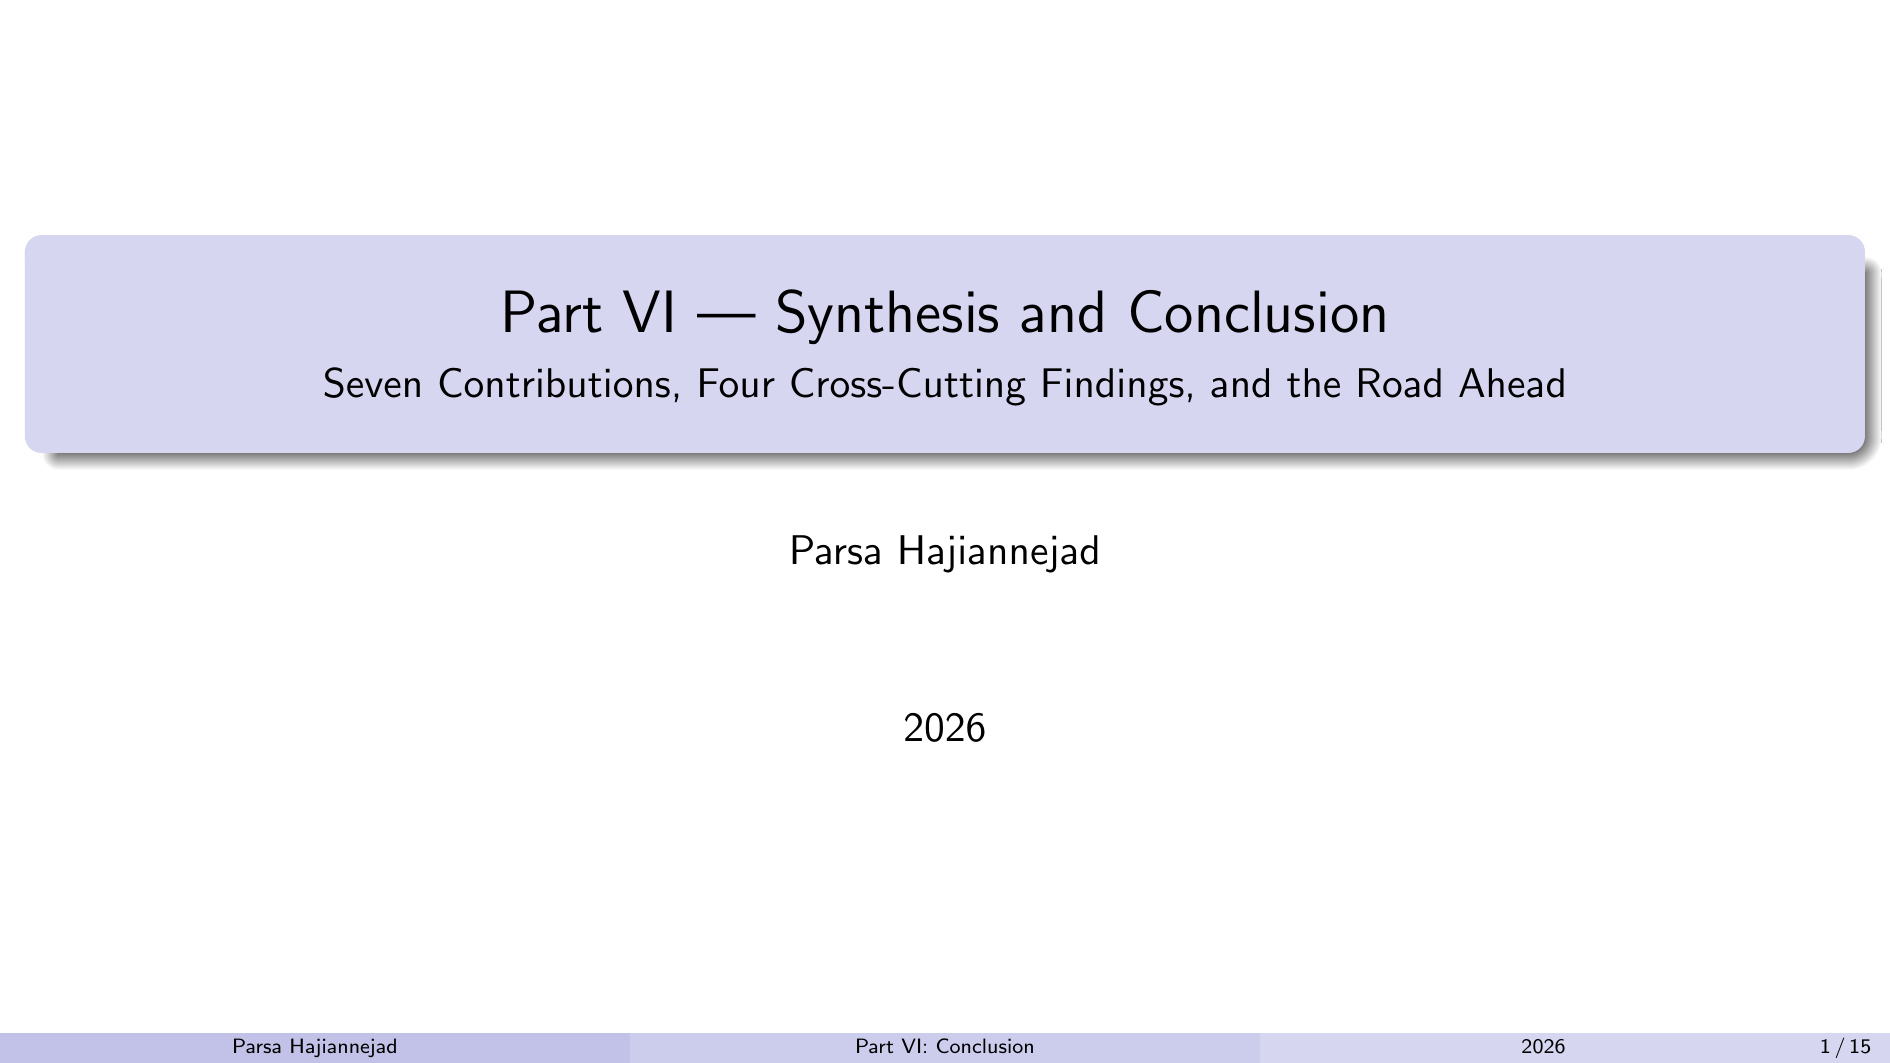 Part VI — Synthesis and Conclusion
Seven Contributions, Four Cross-Cutting Findings, and the Road Ahead
Parsa Hajiannejad
2026
Parsa Hajiannejad
Part VI: Conclusion
2026
1 / 15